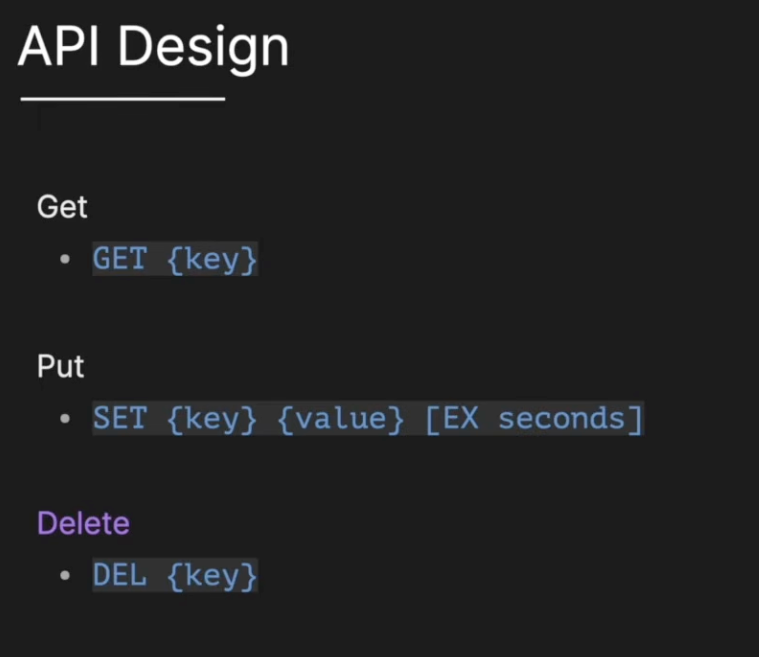 API Design
Get
• GET {key}
Put
• SET {key} {value} [EX seconds]
Delete
• DEL {key}